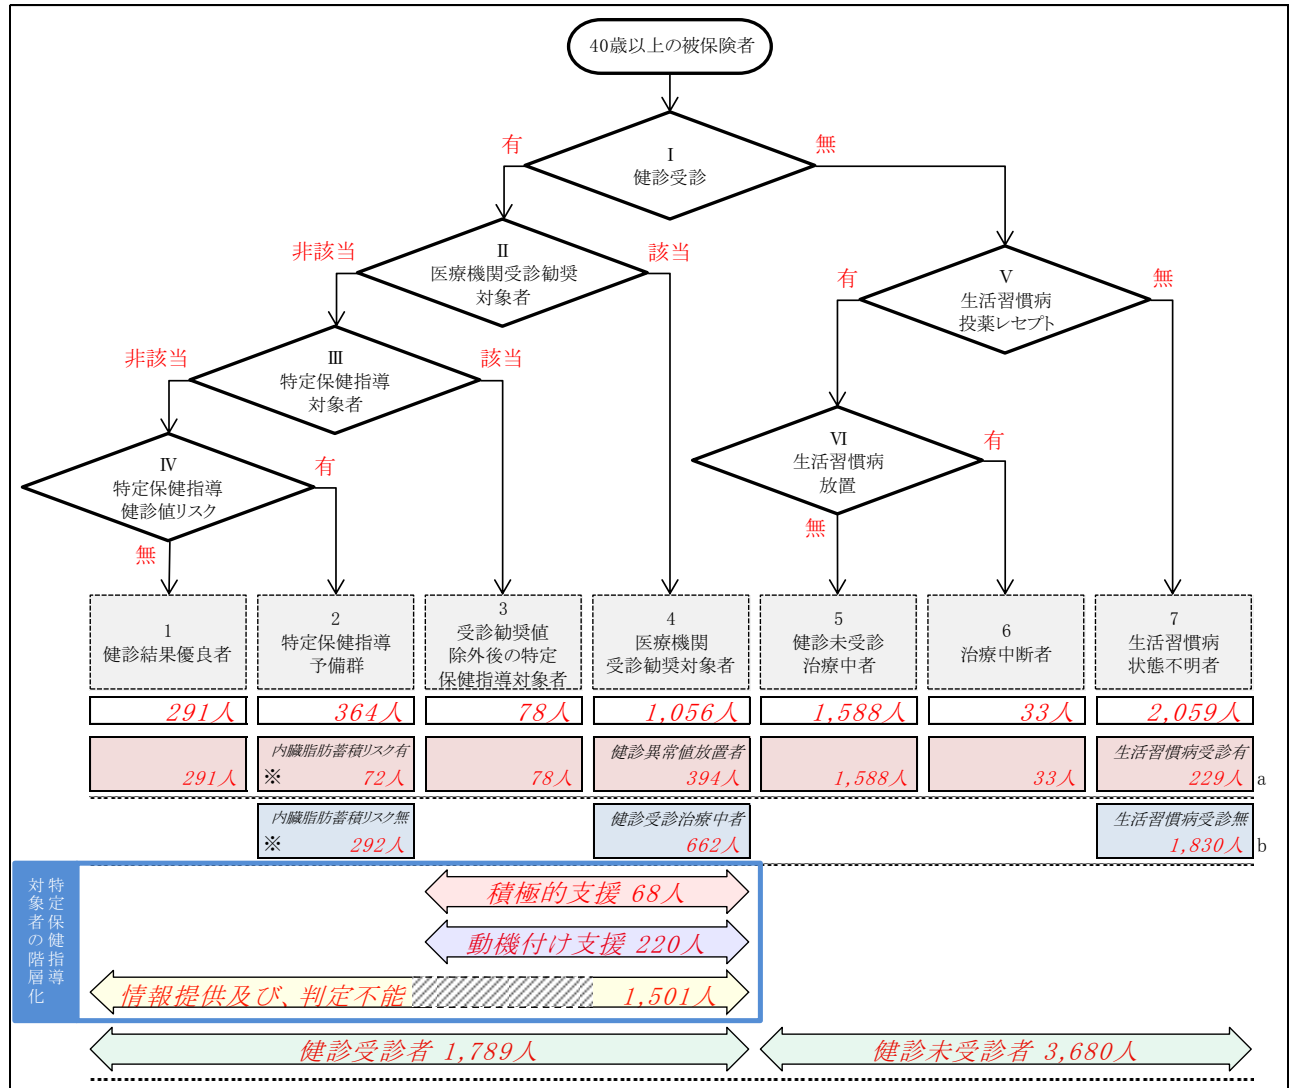 40歳以上の被保険者
有
Ⅰ
健診受診
無
非該当
Ⅱ
医療機関受診勧奨
対象者
該当
有
Ⅴ
生活習慣病
投薬レセプト
無
非該当
Ⅲ
特定保健指導
対象者
該当
Ⅳ
特定保健指導
健診値リスク
有
無
Ⅵ
生活習慣病
放置
有
無
1
健診結果優良者
2
特定保健指導
予備群
3
受診勧奨値
除外後の特定
保健指導対象者
4
医療機関
受診勧奨対象者
5
健診未受診
治療中者
6
治療中断者
7
生活習慣病
状態不明者
291人
364人
78人
1,056人
1,588人
33人
2,059人
291人
内臓脂肪蓄積リスク有
※ 72人
78人
健診異常値放置者
394人
1,588人
33人
生活習慣病受診有
229人
a
内臓脂肪蓄積リスク無
※ 292人
健診受診治療中者
662人
生活習慣病受診無
1,830人
b
特定保健指導
対象者の階層化
積極的支援 68人
動機付け支援 220人
情報提供及び、判定不能 1,501人
健診受診者 1,789人
健診未受診者 3,680人